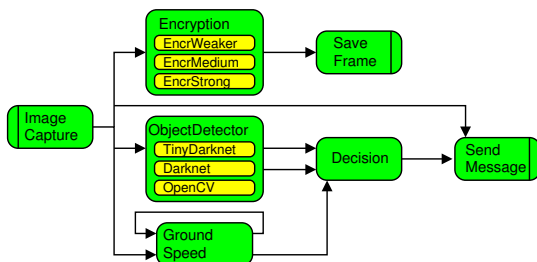 Encryption
EncrWeaker
EncrMedium
EncrStrong
Save
Frame
Image
Capture
ObjectDetector
TinyDarknet
Darknet
OpenCV
Decision
Send
Message
Ground
Speed